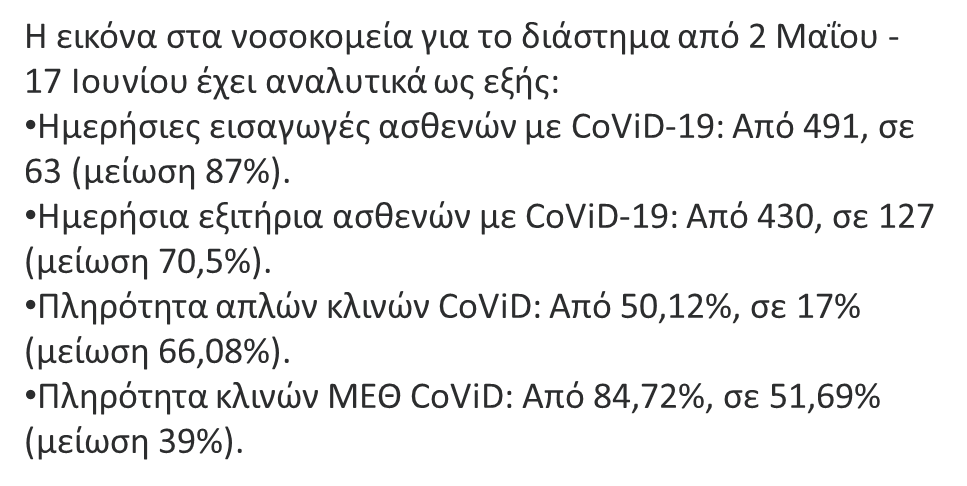 Η εικόνα στα νοσοκομεία για το διάστημα από 2 Μαΐου -
17 Ιουνίου έχει αναλυτικά ως εξής:
•Ημερήσιες εισαγωγές ασθενών με CoViD-19: Από 491, σε
63 (μείωση 87%).
•Ημερήσια εξιτήρια ασθενών με CoViD-19: Από 430, σε 127
(μείωση 70,5%).
•Πληρότητα απλών κλινών CoViD: Από 50,12%, σε 17%
(μείωση 66,08%).
•Πληρότητα κλινών ΜΕΘ CoViD: Από 84,72%, σε 51,69%
(μείωση 39%).